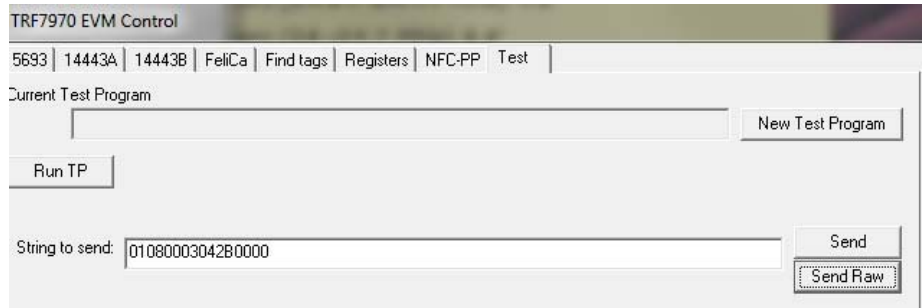 TRF7970 EVM Control
5693 14443A 14443B FeliCa Find tags Registers NFC-PP Test
Current Test Program
New Test Program
Run TP
String to send: 01080003042B0000 Send
Send Raw